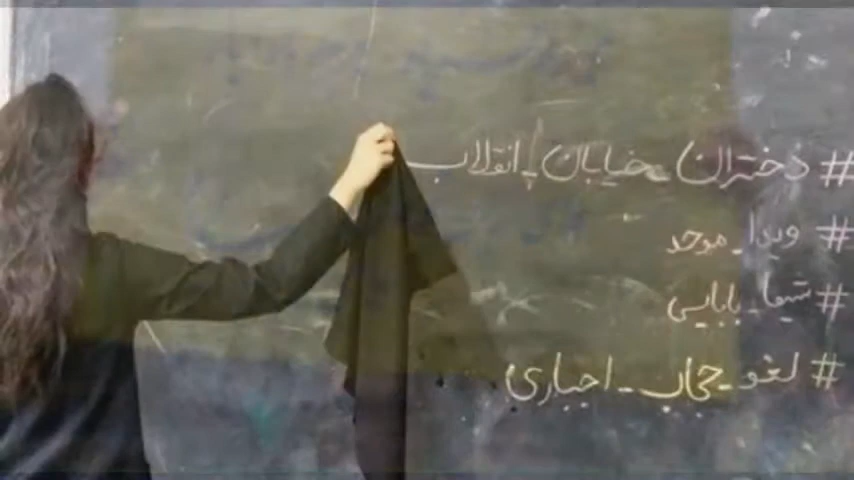 #دختران_خیابان_انقلاب
#ویدا_موحد
#شیما_بابایی
#لغو_حجاب_اجباری